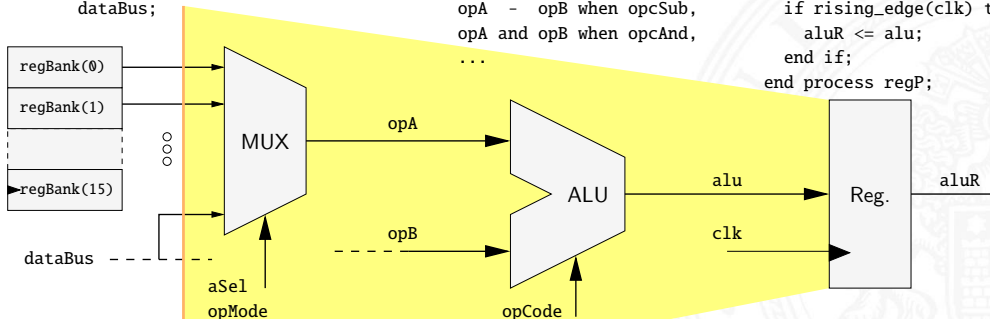 dataBus;
opA - opB when opcSub,
opA and opB when opcAnd,
...
if rising_edge(clk) t
aluR <= alu;
end if;
end process regP;
regBank(0)
regBank(1)
regBank(15)
MUX
opA
ALU
alu
Reg.
aluR
opB
clk
dataBus
aSel
opMode
opCode